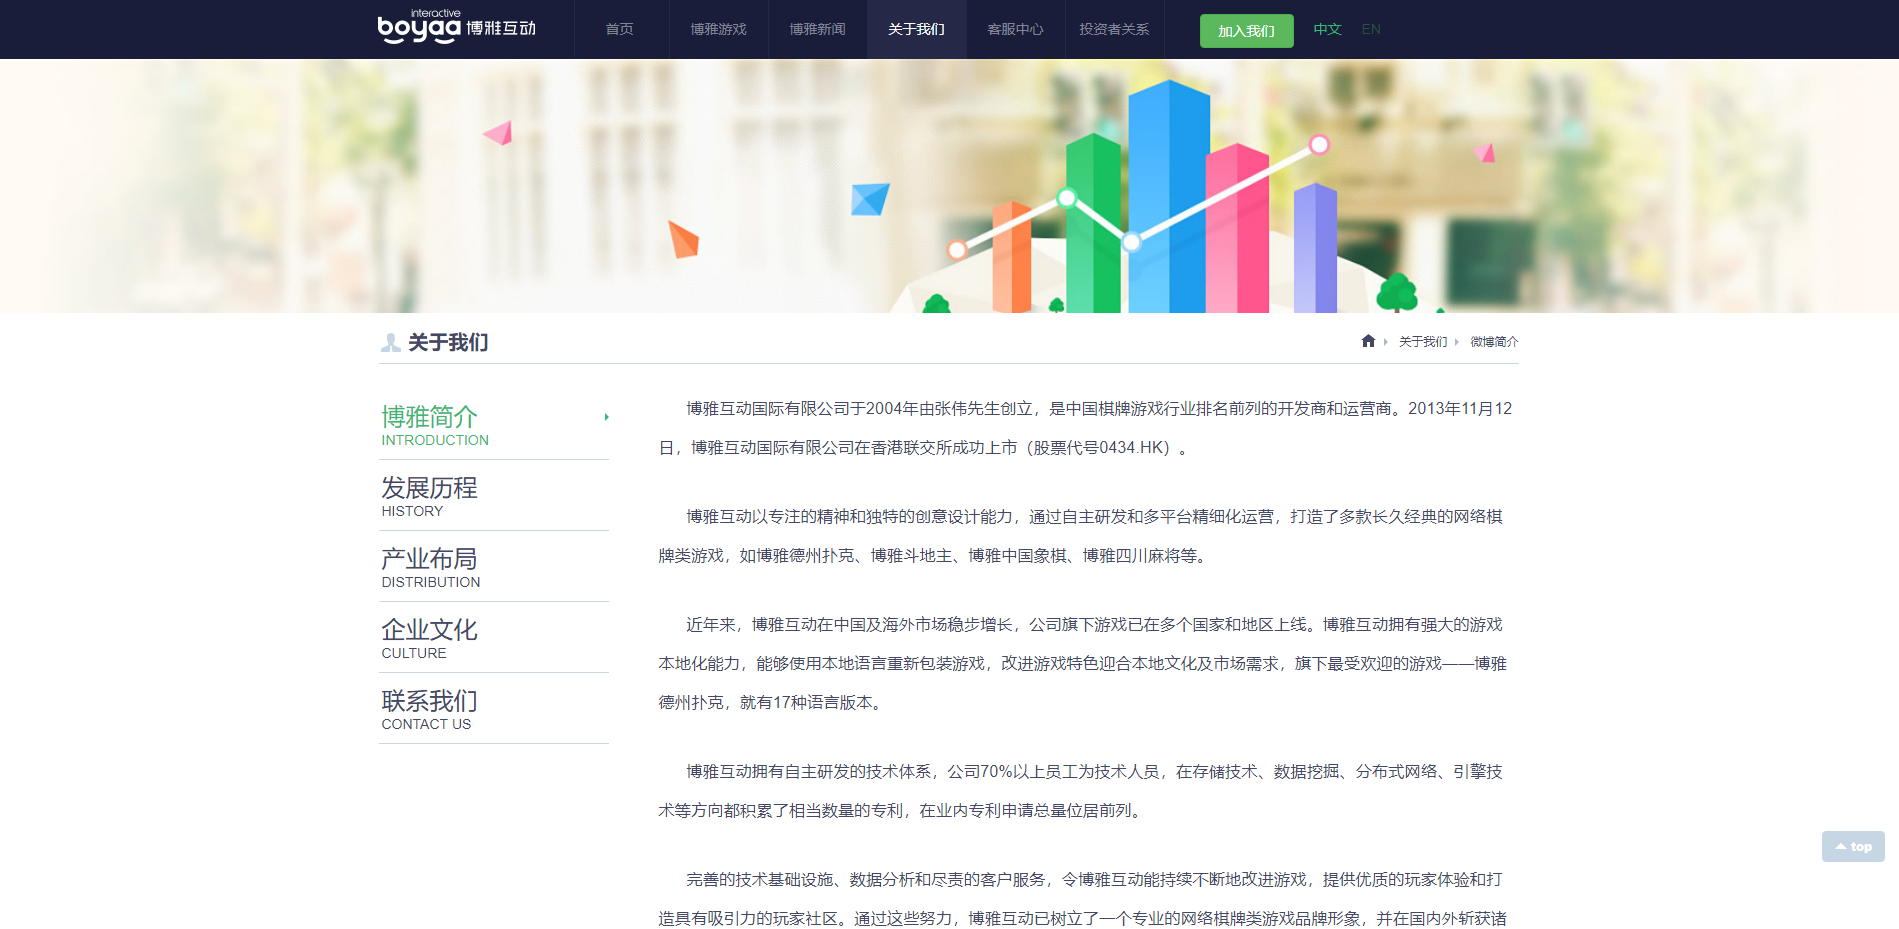 interactive
boyaa 博雅互动
首页
博雅游戏
博雅新闻
关于我们
客服中心
投资者关系
加入我们
中文
EN
关于我们
关于我们
微博简介
博雅简介
INTRODUCTION
发展历程
HISTORY
产业布局
DISTRIBUTION
企业文化
CULTURE
联系我们
CONTACT US
博雅互动国际有限公司于2004年由张伟先生创立，是中国棋牌游戏行业排名前列的开发商和运营商。2013年11月12
日，博雅互动国际有限公司在香港联交所成功上市（股票代号0434.HK）。
博雅互动以专注的精神和独特的创意设计能力，通过自主研发和多平台精细化运营，打造了多款长久经典的网络棋
牌类游戏，如博雅德州扑克、博雅斗地主、博雅中国象棋、博雅四川麻将等。
近年来，博雅互动在中国及海外市场稳步增长，公司旗下游戏已在多个国家和地区上线。博雅互动拥有强大的游戏
本地化能力，能够使用本地语言重新包装游戏，改进游戏特色迎合本地文化及市场需求，旗下最受欢迎的游戏——博雅
德州扑克，就有17种语言版本。
博雅互动拥有自主研发的技术体系，公司70%以上员工为技术人员，在存储技术、数据挖掘、分布式网络、引擎技
术等方向都积累了相当数量的专利，在业内专利申请总量位居前列。
完善的技术基础设施、数据分析和尽责的客户服务，令博雅互动能持续不断地改进游戏，提供优质的玩家体验和打
造具有吸引力的玩家社区。通过这些努力，博雅互动已树立了一个专业的网络棋牌类游戏品牌形象，并在国内外斩获诸
top